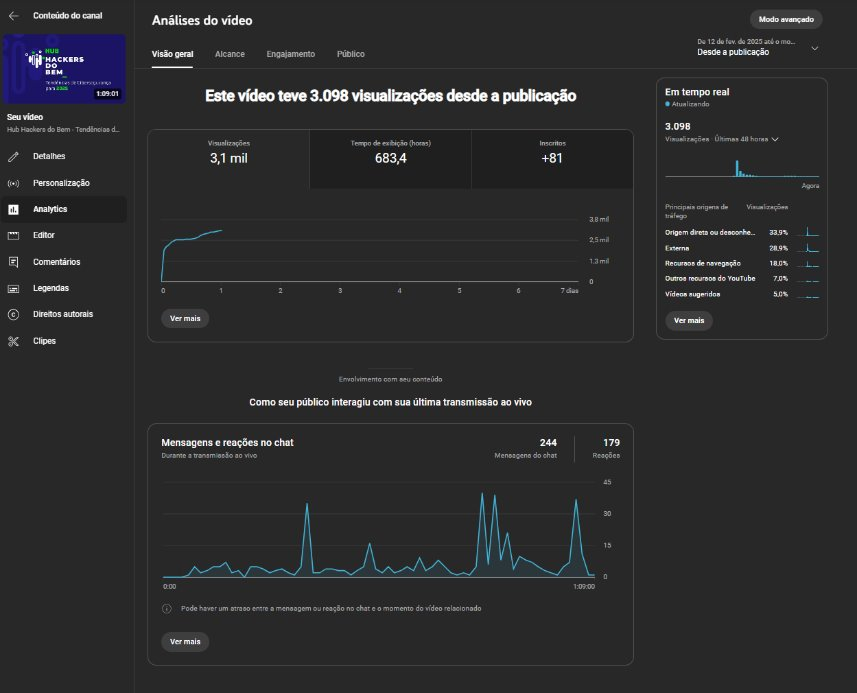 Conteúdo do canal
HUB
HACKERS
DO
BEM_
Tendências de Cibersegurança
para 2025
1:09:01
Seu vídeo
Hub Hackers do Bem - Tendências d...
Detalhes
Personalização
Analytics
Editor
Comentários
Legendas
Direitos autorais
Clipes
Análises do vídeo
Modo avançado
Visão geral
Alcance
Engajamento
Público
De 12 de fev. de 2025 até o mo...
Desde a publicação
Este vídeo teve 3.098 visualizações desde a publicação
Visualizações
3,1 mil
Tempo de exibição (horas)
683,4
Inscritos
+81
3,8 mil
2,5 mil
1,3 mil
0
0 1 2 3 4 5 6 7 dias
Ver mais
Envolvimento com seu conteúdo
Como seu público interagiu com sua última transmissão ao vivo
Mensagens e reações no chat
Durante a transmissão ao vivo
244
Mensagens do chat
179
Reações
45
30
15
0
0:00 1:09:00
Pode haver um atraso entre a mensagem ou reação no chat e o momento do vídeo relacionado
Ver mais
Em tempo real
Atualizando
3.098
Visualizações · Últimas 48 horas
Agora
Principais origens de
tráfego
Visualizações
Origem direta ou desconhe... 33,9%
Externa 28,9%
Recursos de navegação 18,0%
Outros recursos do YouTube 7,0%
Vídeos sugeridos 5,0%
Ver mais